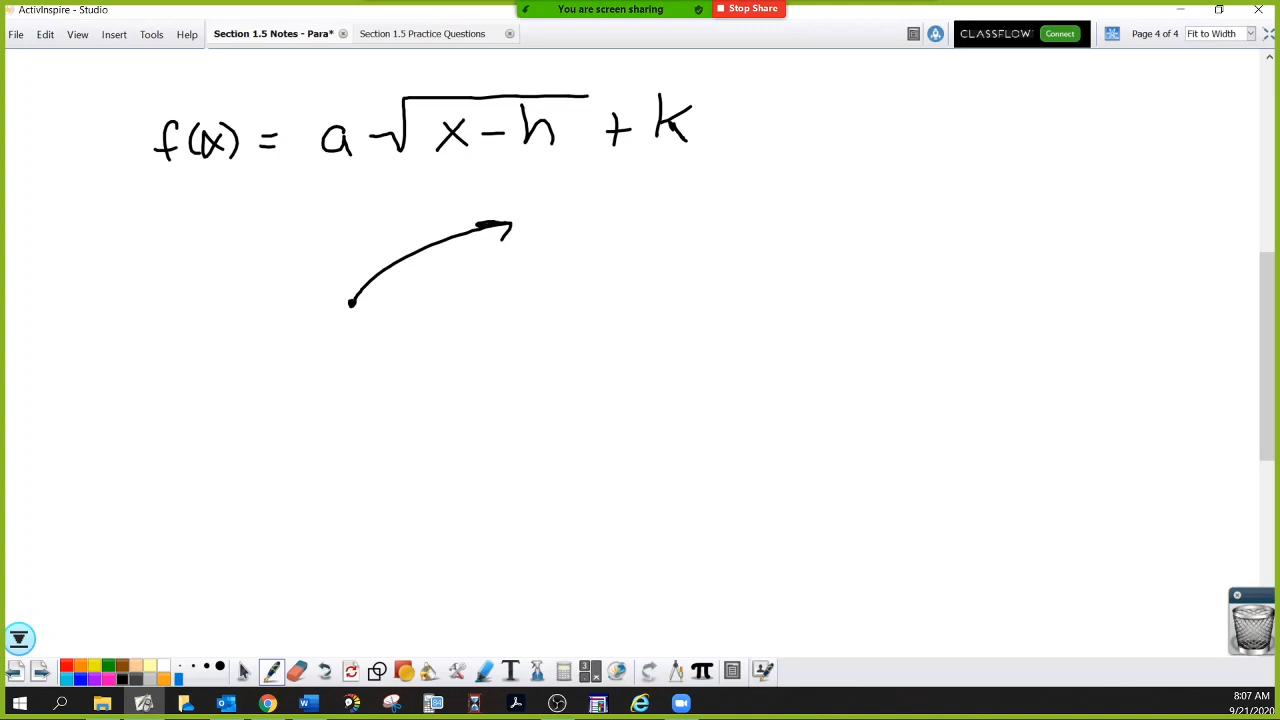 ActivInspire - Studio
You are screen sharing
Stop Share
File Edit View Insert Tools Help
Section 1.5 Notes - Para*
Section 1.5 Practice Questions
CLASSFLOW
Connect
Page 4 of 4
Fit to Width
f(x) = a √(x - h) + k
8:07 AM
9/21/2020